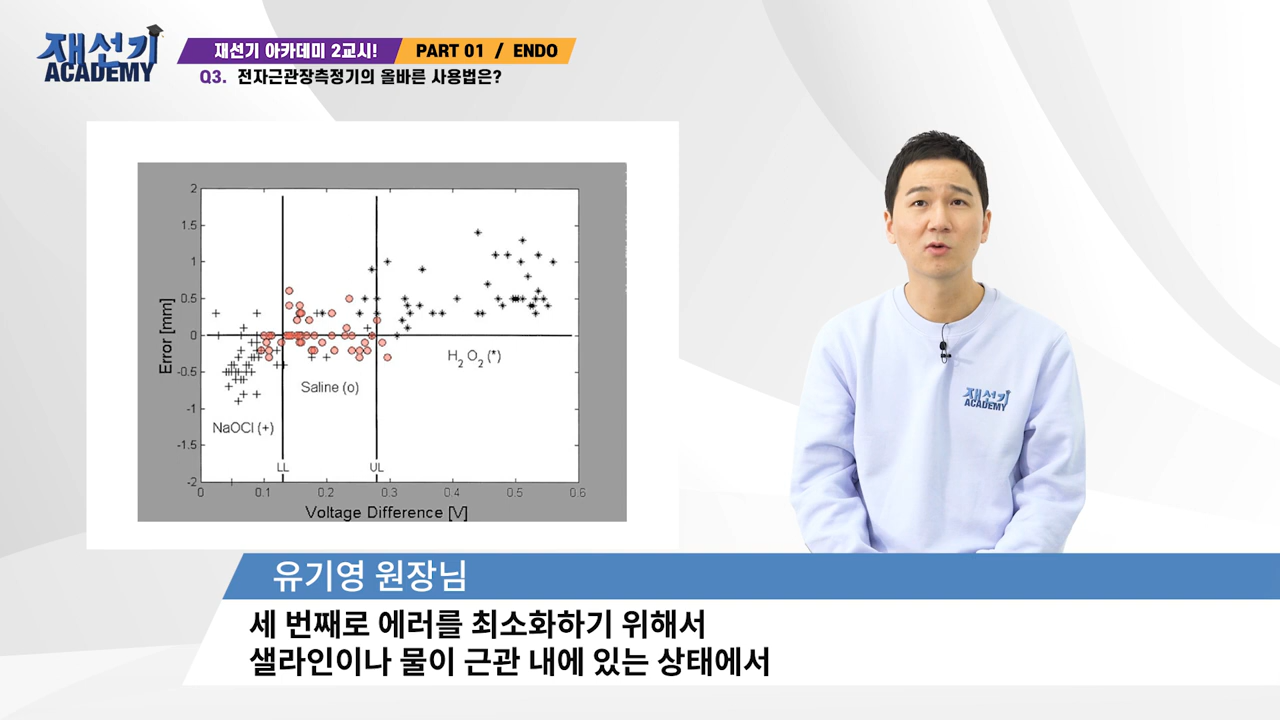 재선기
ACADEMY
재선기 아카데미 2교시!
PART 01 / ENDO
Q3. 전자근관장측정기의 올바른 사용법은?
2
1.5
1
0.5
0
-0.5
-1
-1.5
-2
Error [mm]
NaOCl (+)
Saline (o)
H2 O2 (*)
LL
UL
0
0.1
0.2
0.3
0.4
0.5
0.6
Voltage Difference [V]
재선기
ACADEMY
유기영 원장님
세 번째로 에러를 최소화하기 위해서
샐라인이나 물이 근관 내에 있는 상태에서